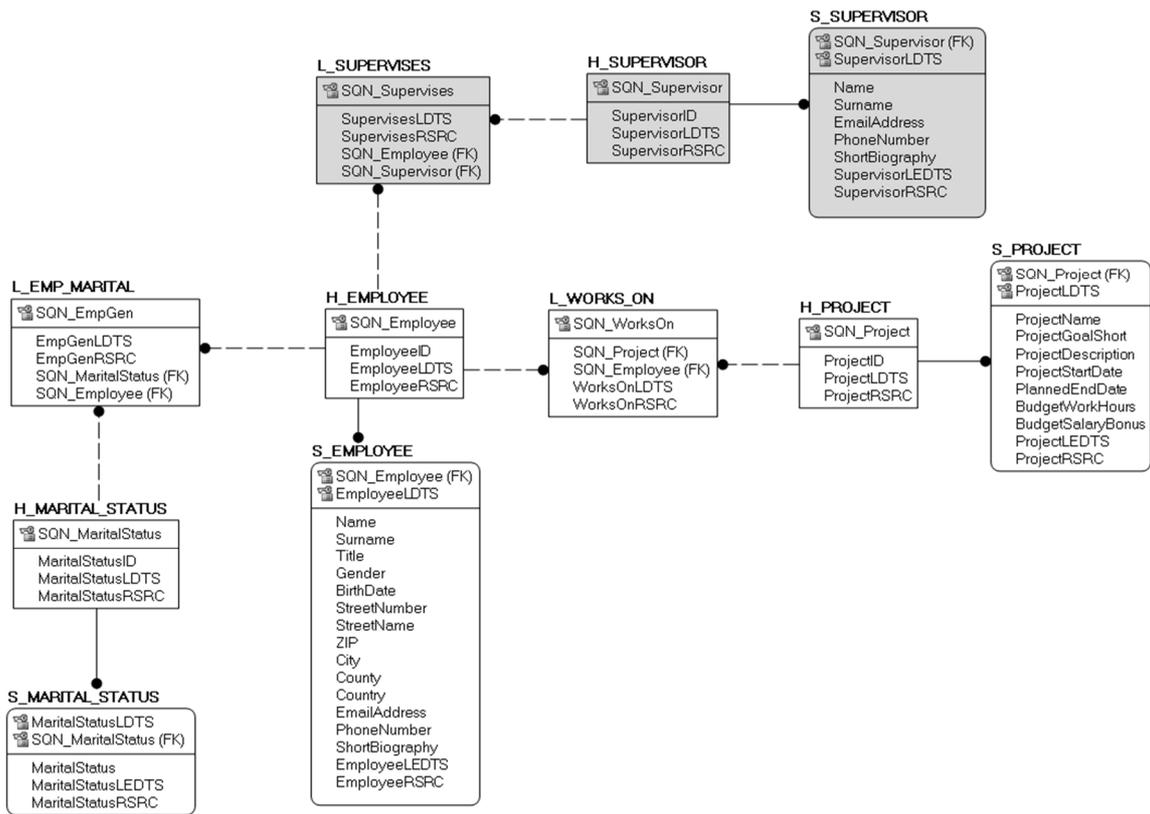 S_SUPERVISOR
SQN_Supervisor (FK)
SupervisorLDTS
Name
Surname
EmailAddress
PhoneNumber
ShortBiography
SupervisorLEDTS
SupervisorRSRC
H_SUPERVISOR
SQN_Supervisor
SupervisorID
SupervisorLDTS
SupervisorRSRC
L_SUPERVISES
SQN_Supervises
SupervisesLDTS
SupervisesRSRC
SQN_Employee (FK)
SQN_Supervisor (FK)
L_EMP_MARITAL
SQN_EmpGen
EmpGenLDTS
EmpGenRSRC
SQN_MaritalStatus (FK)
SQN_Employee (FK)
H_EMPLOYEE
SQN_Employee
EmployeeID
EmployeeLDTS
EmployeeRSRC
L_WORKS_ON
SQN_WorksOn
SQN_Project (FK)
SQN_Employee (FK)
WorksOnLDTS
WorksOnRSRC
H_PROJECT
SQN_Project
ProjectID
ProjectLDTS
ProjectRSRC
S_PROJECT
SQN_Project (FK)
ProjectLDTS
ProjectName
ProjectGoalShort
ProjectDescription
ProjectStartDate
PlannedEndDate
BudgetWorkHours
BudgetSalaryBonus
ProjectLEDTS
ProjectRSRC
S_EMPLOYEE
SQN_Employee (FK)
EmployeeLDTS
Name
Surname
Title
Gender
BirthDate
StreetNumber
StreetName
ZIP
City
County
Country
EmailAddress
PhoneNumber
ShortBiography
EmployeeLEDTS
EmployeeRSRC
H_MARITAL_STATUS
SQN_MaritalStatus
MaritalStatusID
MaritalStatusLDTS
MaritalStatusRSRC
S_MARITAL_STATUS
MaritalStatusLDTS
SQN_MaritalStatus (FK)
MaritalStatus
MaritalStatusLEDTS
MaritalStatusRSRC